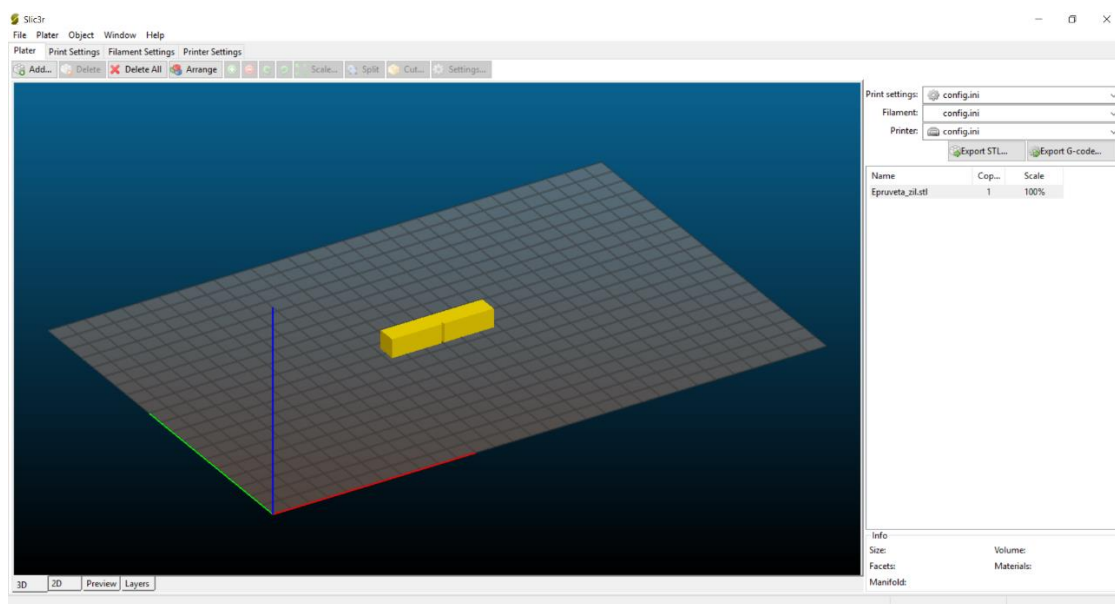 Slic3r
File Plater Object Window Help
Plater Print Settings Filament Settings Printer Settings
Add... Delete Delete All Arrange Scale... Split Cut... Settings...
Print settings: config.ini
Filament: config.ini
Printer: config.ini
Export STL... Export G-code...
Name Cop... Scale
Epruveta_zil.stl 1 100%
Info
Size: Volume:
Facets: Materials:
Manifold:
3D 2D Preview Layers